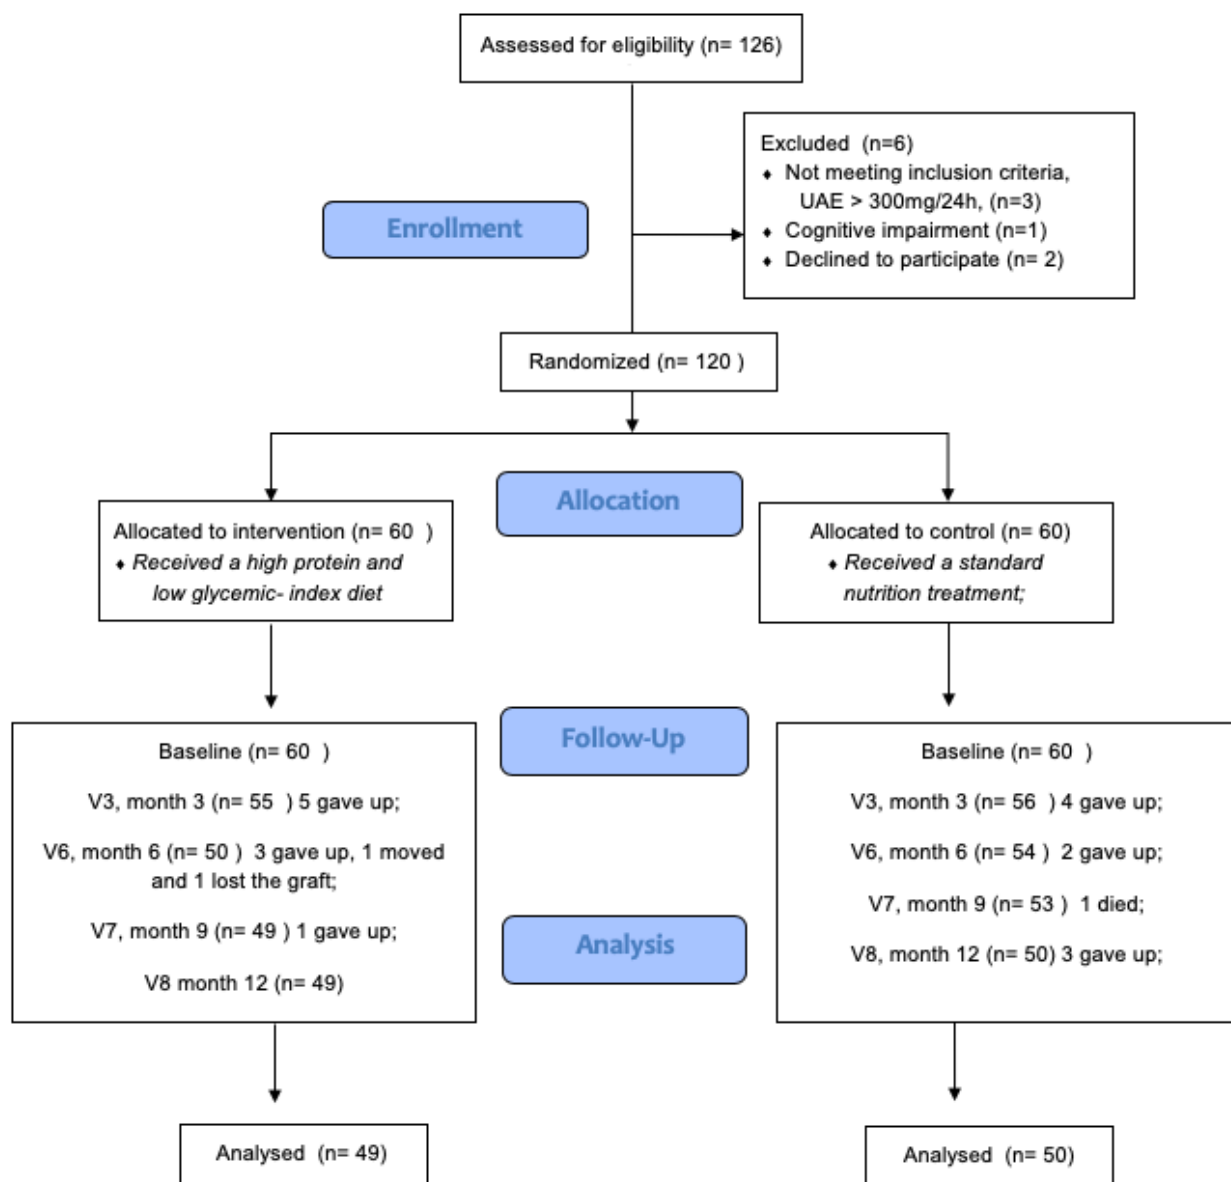 Assessed for eligibility (n= 126)
Excluded (n=6)
♦ Not meeting inclusion criteria,
UAE > 300mg/24h, (n=3)
♦ Cognitive impairment (n=1)
♦ Declined to participate (n= 2)
Enrollment
Randomized (n= 120 )
Allocation
Allocated to intervention (n= 60 )
♦ Received a high protein and
low glycemic- index diet
Allocated to control (n= 60)
♦ Received a standard
nutrition treatment;
Follow-Up
Baseline (n= 60 )
V3, month 3 (n= 55 ) 5 gave up;
V6, month 6 (n= 50 ) 3 gave up, 1 moved
and 1 lost the graft;
V7, month 9 (n= 49 ) 1 gave up;
V8 month 12 (n= 49)
Baseline (n= 60 )
V3, month 3 (n= 56 ) 4 gave up;
V6, month 6 (n= 54 ) 2 gave up;
V7, month 9 (n= 53 ) 1 died;
V8, month 12 (n= 50) 3 gave up;
Analysis
Analysed (n= 49)
Analysed (n= 50)